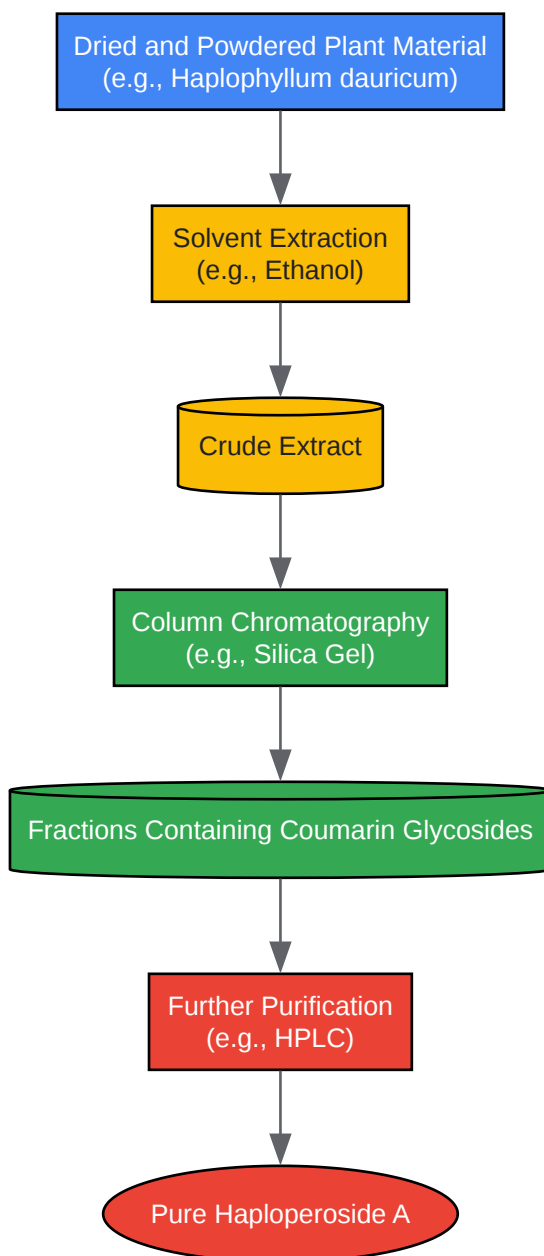 Dried and Powdered Plant Material
(e.g., Haplophyllum dauricum)
Solvent Extraction
(e.g., Ethanol)
Crude Extract
Column Chromatography
(e.g., Silica Gel)
Fractions Containing Coumarin Glycosides
Further Purification
(e.g., HPLC)
Pure Haploperoside A